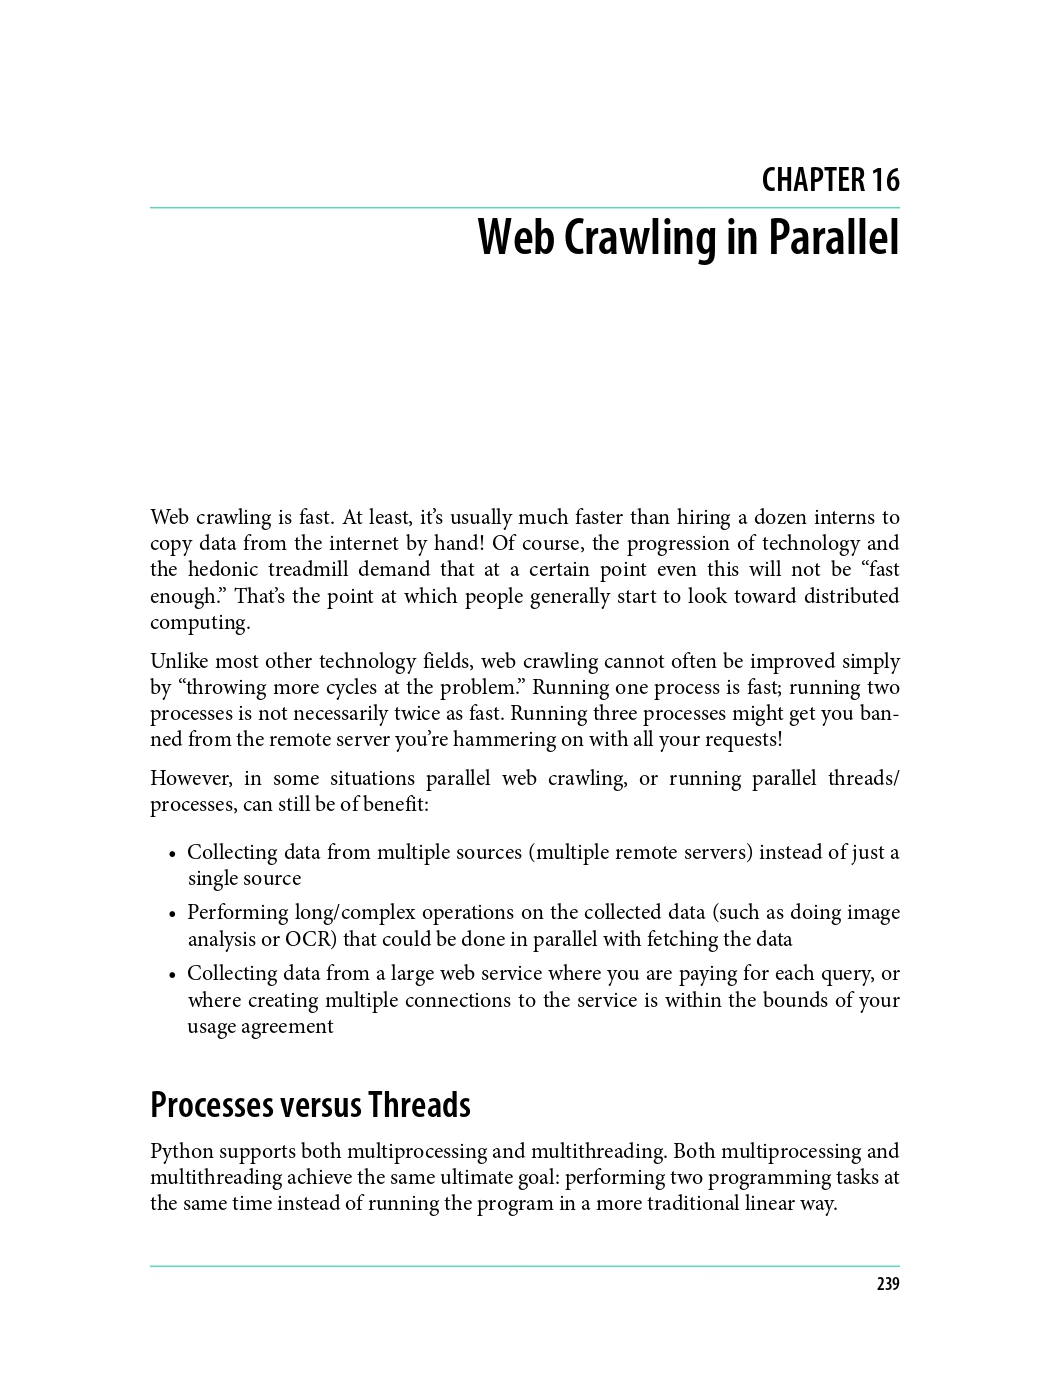 CHAPTER 16
Web Crawling in Parallel
Web crawling is fast. At least, it’s usually much faster than hiring a dozen interns to
copy data from the internet by hand! Of course, the progression of technology and
the hedonic treadmill demand that at a certain point even this will not be “fast
enough.” That’s the point at which people generally start to look toward distributed
computing.
Unlike most other technology fields, web crawling cannot often be improved simply
by “throwing more cycles at the problem.” Running one process is fast; running two
processes is not necessarily twice as fast. Running three processes might get you ban-
ned from the remote server you’re hammering on with all your requests!
However, in some situations parallel web crawling, or running parallel threads/
processes, can still be of benefit:
• Collecting data from multiple sources (multiple remote servers) instead of just a
single source
• Performing long/complex operations on the collected data (such as doing image
analysis or OCR) that could be done in parallel with fetching the data
• Collecting data from a large web service where you are paying for each query, or
where creating multiple connections to the service is within the bounds of your
usage agreement
Processes versus Threads
Python supports both multiprocessing and multithreading. Both multiprocessing and
multithreading achieve the same ultimate goal: performing two programming tasks at
the same time instead of running the program in a more traditional linear way.
239